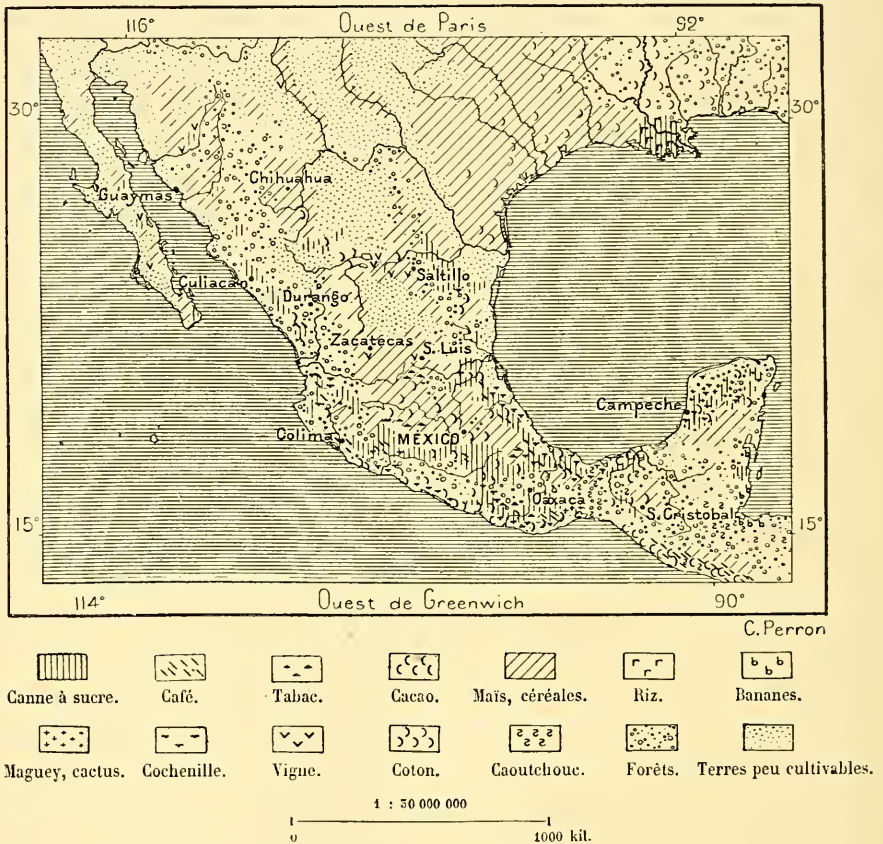 116° Ouest de Paris 92°
30° 30°
Chihuahua
Guaymas
Saltillo
Culiacan
Durango
Zacatecas
S. Luis
Campeche
Colima
MEXICO
Oaxaca
S. Cristobal
15° 15°
114° Ouest de Greenwich 90°
C. Perron
Canne à sucre. Café. Tabac. Cacao. Maïs, céréales. Riz. Bananes.
Maguey, cactus. Cochenille. Vigne. Coton. Caoutchouc. Forêts. Terres peu cultivables.
1 : 30 000 000
0 1000 kil.